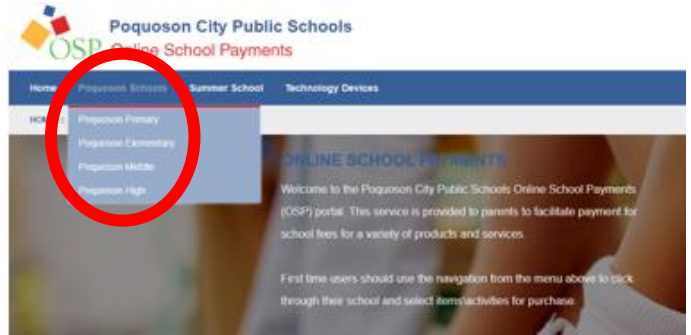 Poquoson City Public Schools
OSP Online School Payments
Home Poquoson Schools Summer School Technology Devices
Poquoson Primary
Poquoson Elementary
Poquoson Middle
Poquoson High
ONLINE SCHOOL PAYMENTS
Welcome to the Poquoson City Public Schools Online School Payments
(OSP) portal. This service is provided to parents to facilitate payment for
school fees for a variety of products and services.
First time users should use the navigation from the menu above to click
through their school and select items\activities for purchase.